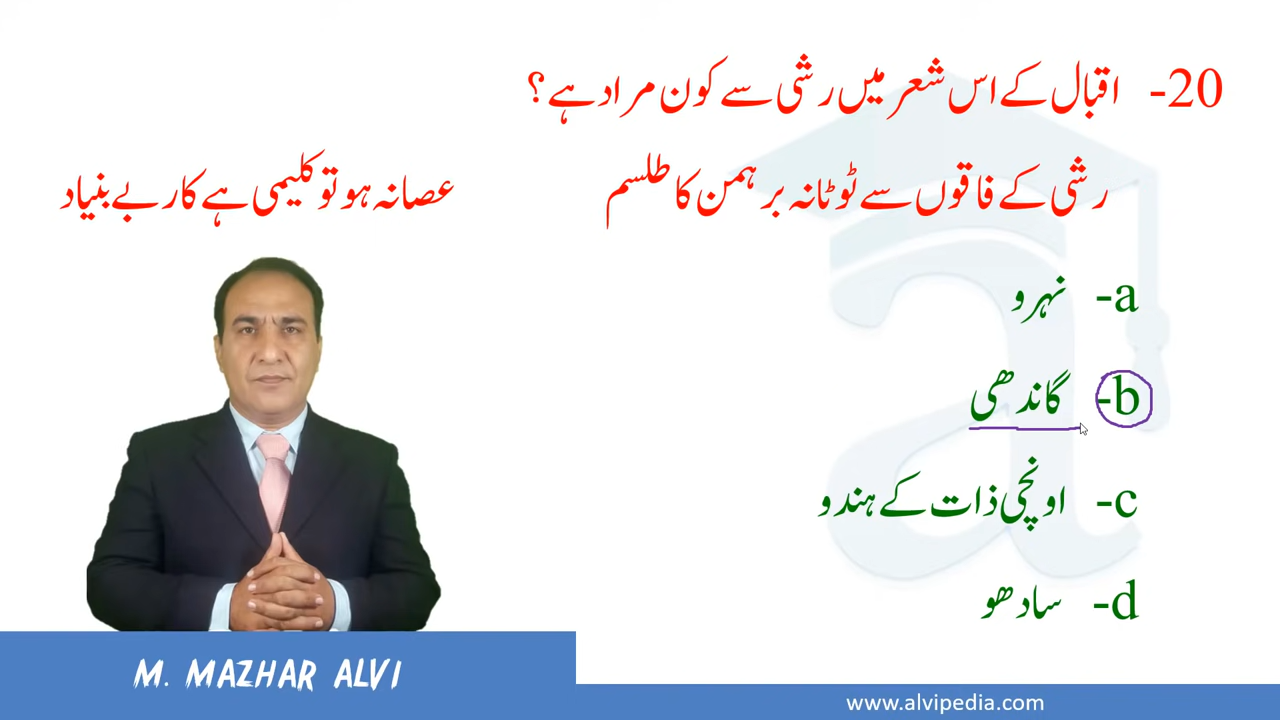 20- اقبال کے اس شعر میں رشی سے کون مراد ہے؟
رشی کے فاقوں سے ٹوٹا نہ برہمن کا طلسم عصا نہ ہو تو کلیمی ہے کار بے بنیاد
a- نہرو
b- گاندھی
c- اونچی ذات کے ہندو
d- سادھو
M. MAZHAR ALVI
www.alvipedia.com